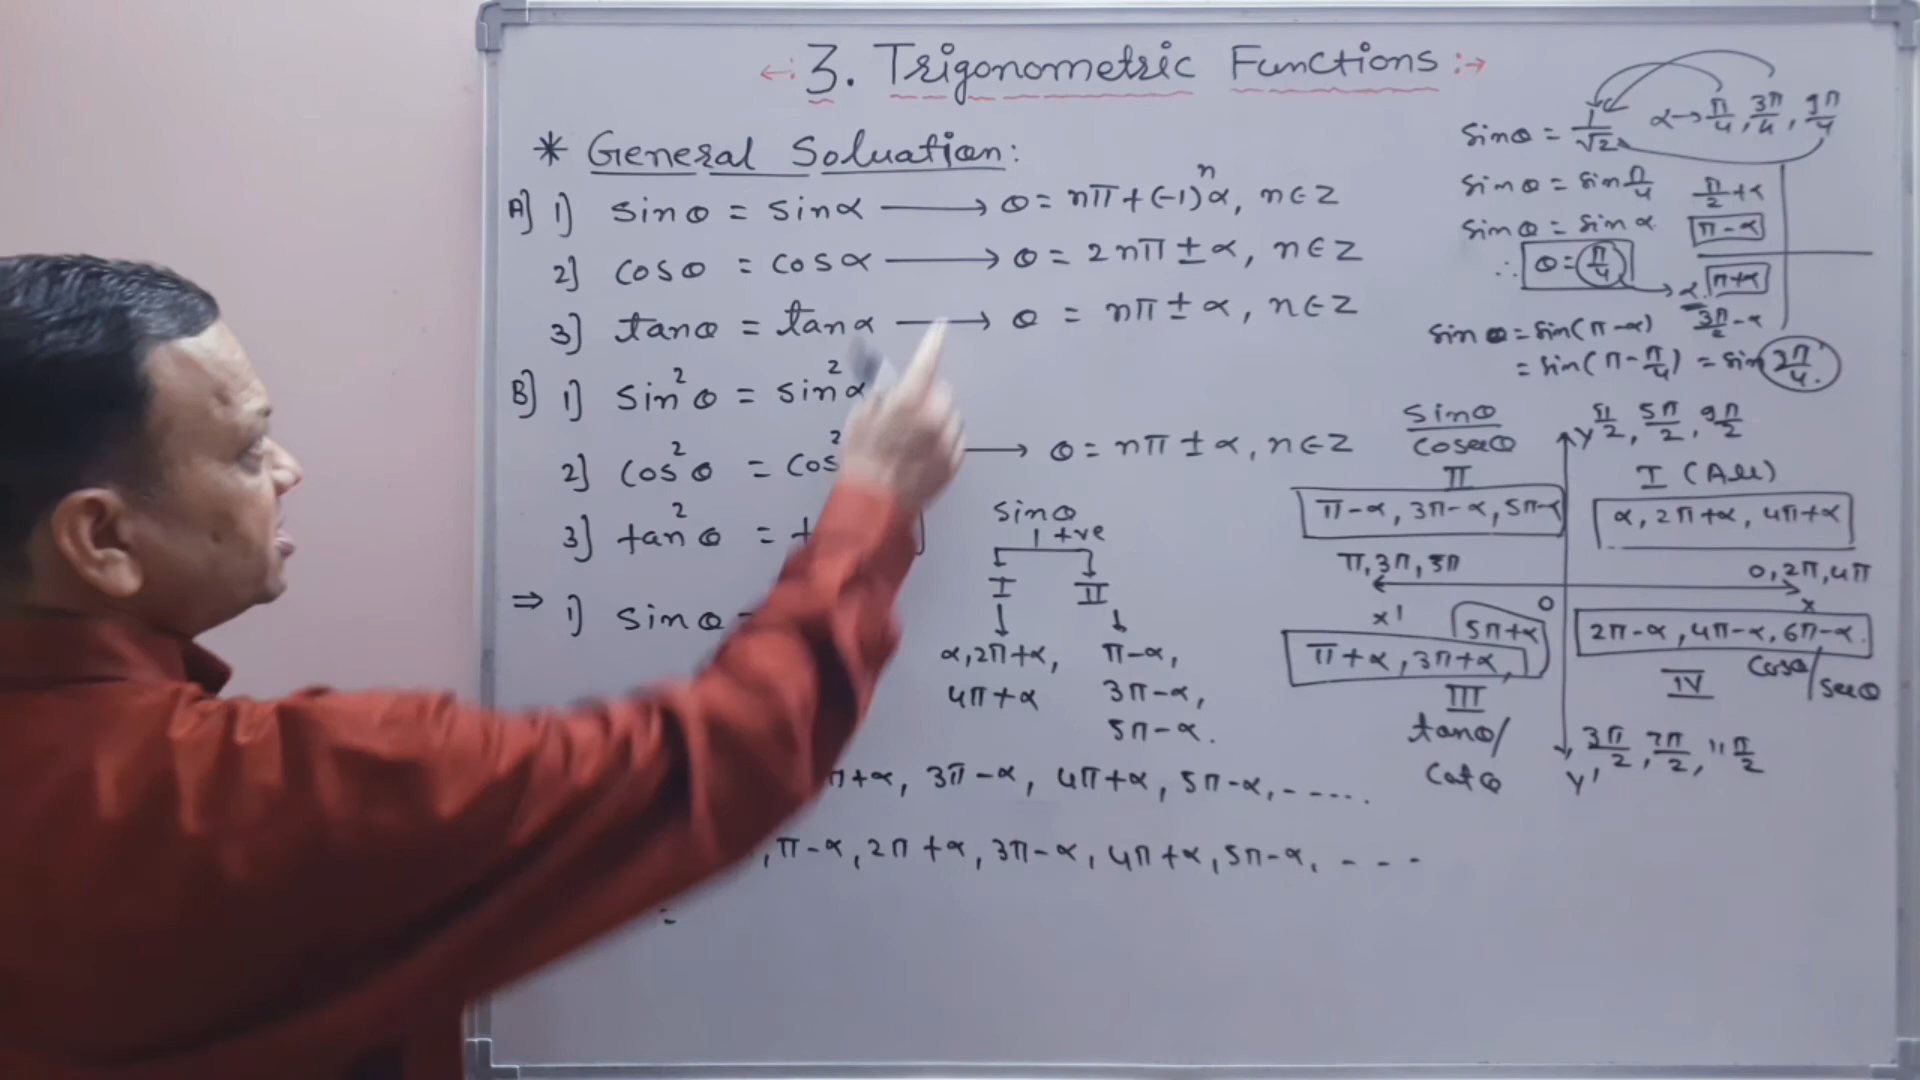 ←: 3. Trigonometric Functions :→
* General Soluation:
A] 1) sinθ = sinα → θ = nπ + (-1)ⁿα, n∈Z
2] cosθ = cosα → θ = 2nπ ± α, n∈Z
3] tanθ = tanα → θ = nπ ± α, n∈Z
B] 1) sin²θ = sin²α
2] cos²θ = cos² → θ = nπ ± α, n∈Z
3] tan²θ = t
⇒ 1) sinθ =
sinθ
+ve
I II
α, 2π+α, π-α,
4π+α 3π-α,
5π-α.
π+α, 3π-α, 4π+α, 5π-α, - ....
, π-α, 2π+α, 3π-α, 4π+α, 5π-α, - - -
=
sinθ = 1/√2 α→π/4, 3π/4, 9π/4
sinθ = sin π/4 π/2+α
sinθ = sin α π-α
∴ θ = π/4 α π+α
3π/2-α
sinθ = sin(π-α)
= sin(π-π/4) = sin 3π/4.
sinθ
cosecθ
II
Y 5π/2, 9π/2
I (All)
π-α, 3π-α, 5π-α
α, 2π+α, 4π+α
π, 3π, 5π
0, 2π, 4π
X' 0 X
5π+α
π+α, 3π+α,
2π-α, 4π-α, 6π-α.
III
IV
cosθ/secθ
tanθ/
cotθ
Y' 3π/2, 7π/2, 11π/2